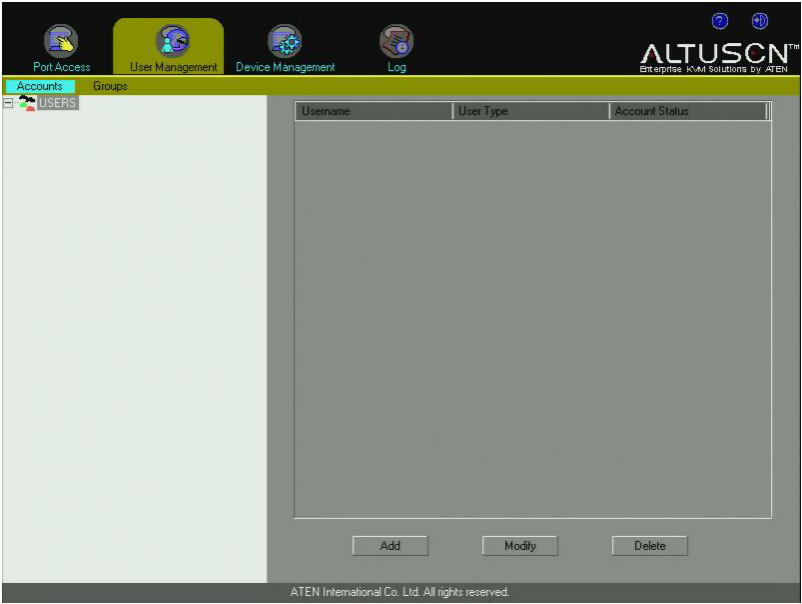 Port Access User Management Device Management Log
ALTUSCN™
Enterprise KVM Solutions by ATEN
Accounts Groups
USERS
Username User Type Account Status
Add Modify Delete
ATEN International Co. Ltd. All rights reserved.